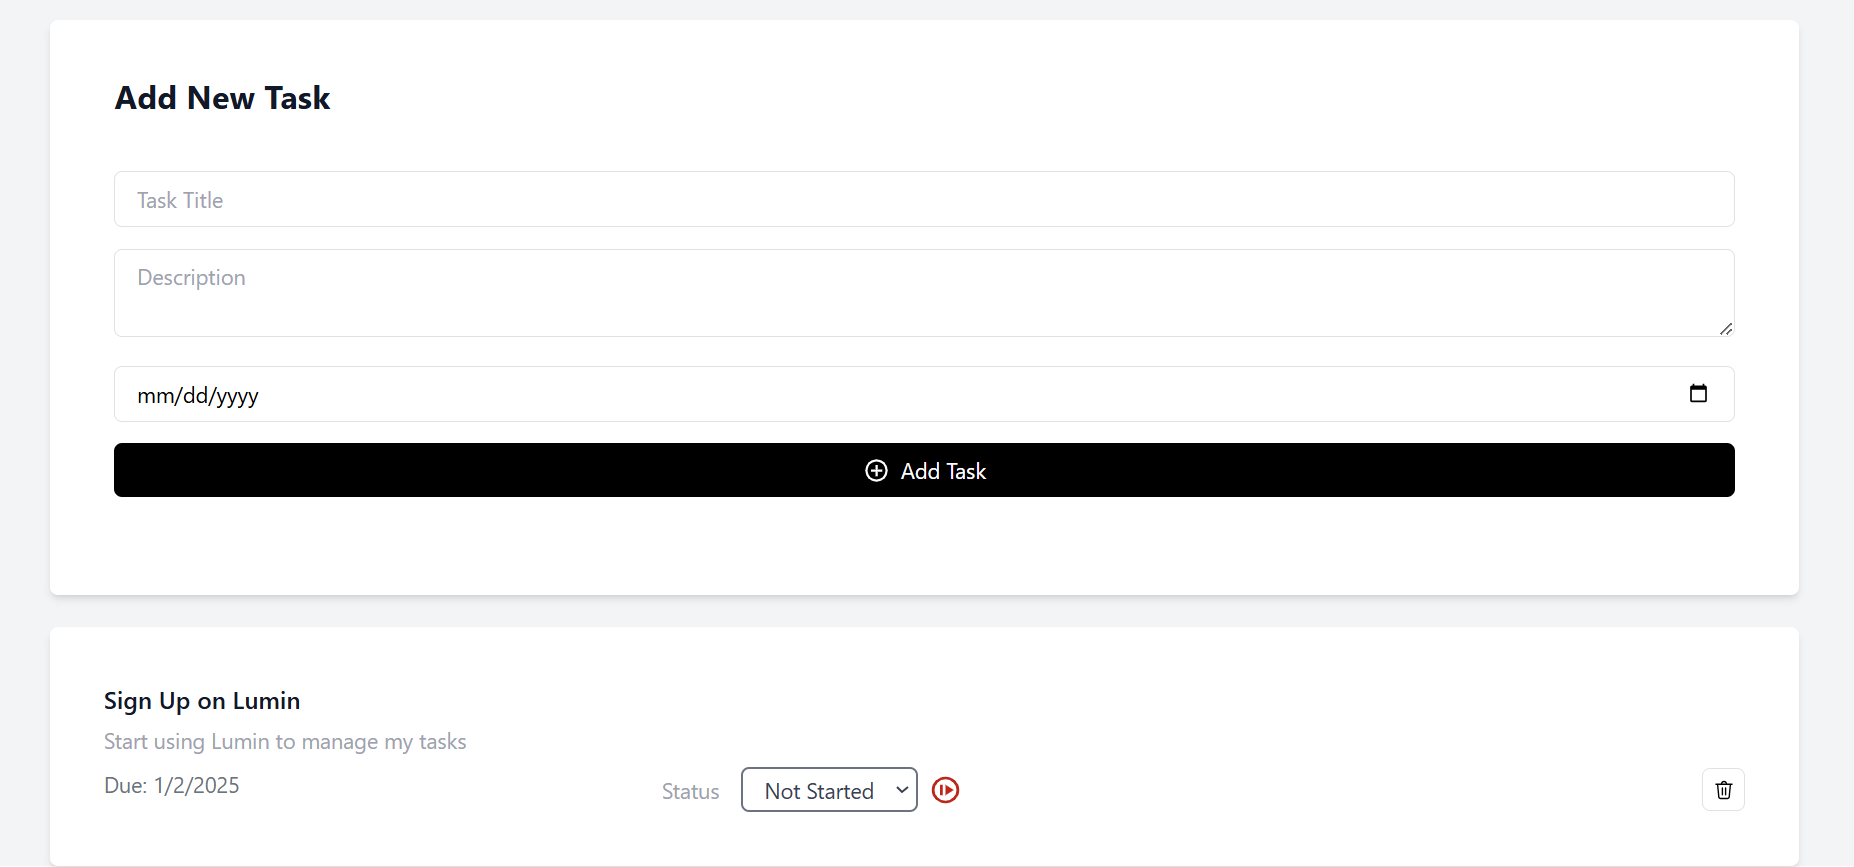 Add New Task
Task Title
Description
mm/dd/yyyy
Add Task
Sign Up on Lumin
Start using Lumin to manage my tasks
Due: 1/2/2025
Status
Not Started